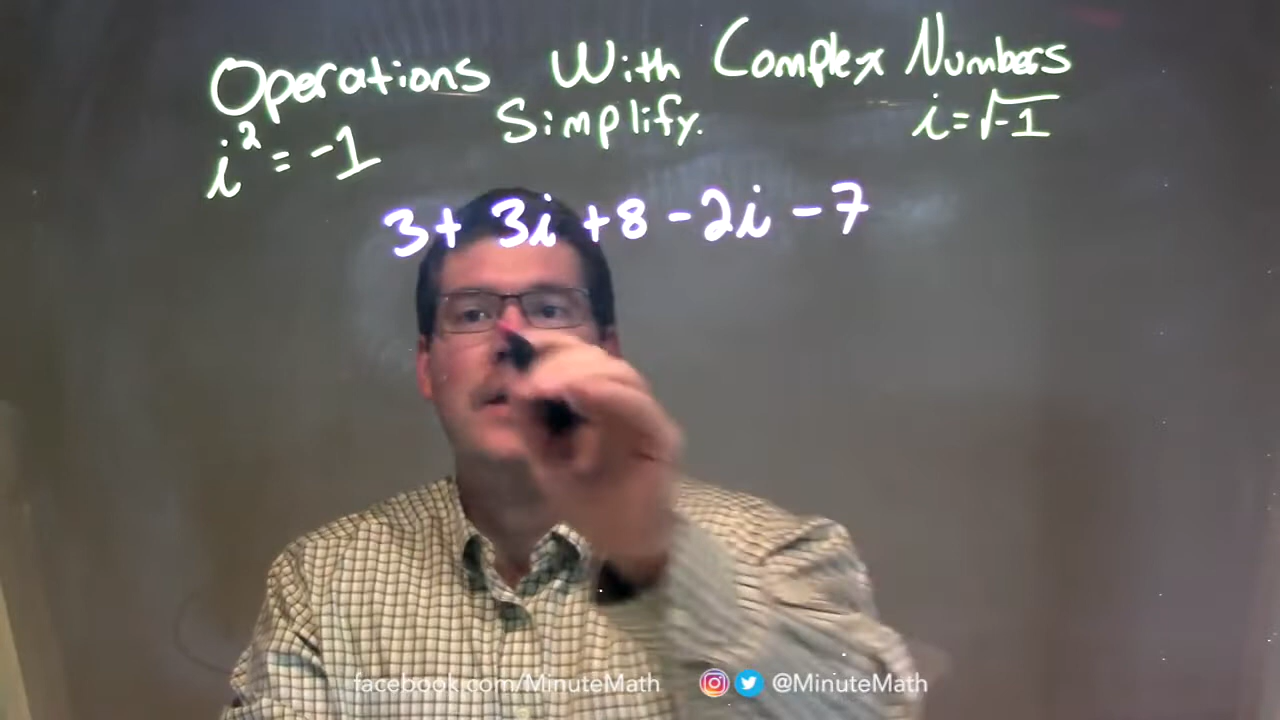 Operations With Complex Numbers
i² = -1 Simplify. i = √-1
3 + 3i + 8 - 2i - 7
facebook.com/MinuteMath @MinuteMath